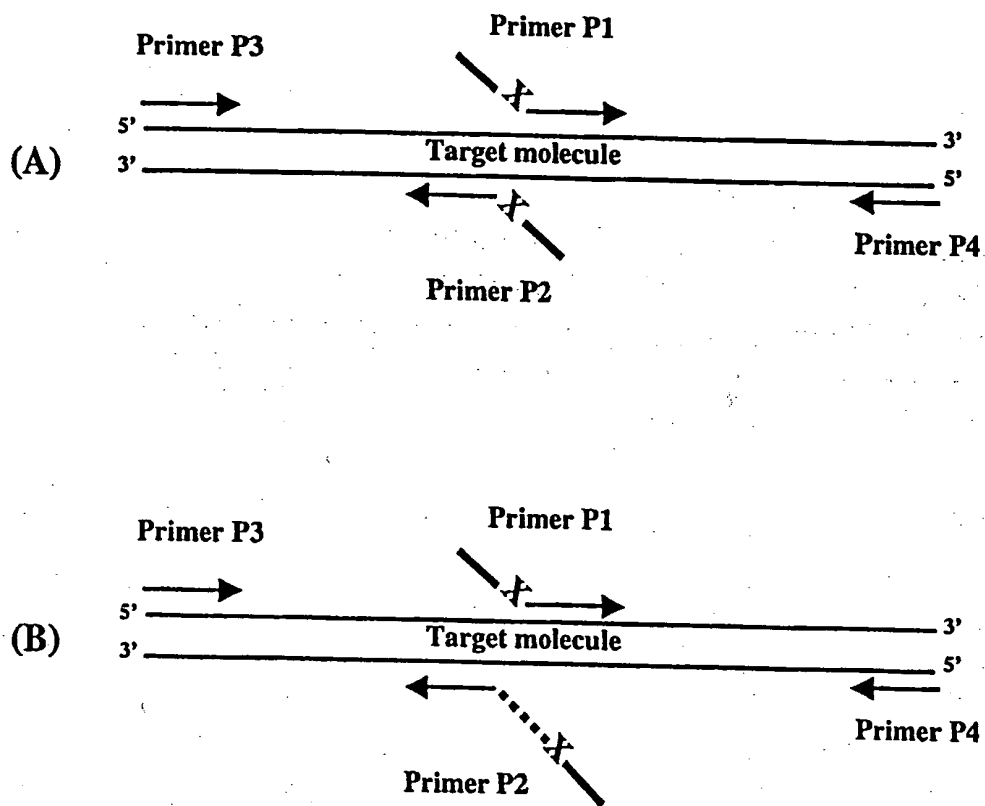 Primer P1
Primer P3
X
5'
3'
(A)
Target molecule
3'
5'
X
Primer P4
Primer P2
Primer P1
Primer P3
X
5'
3'
(B)
Target molecule
3'
5'
X
Primer P4
Primer P2